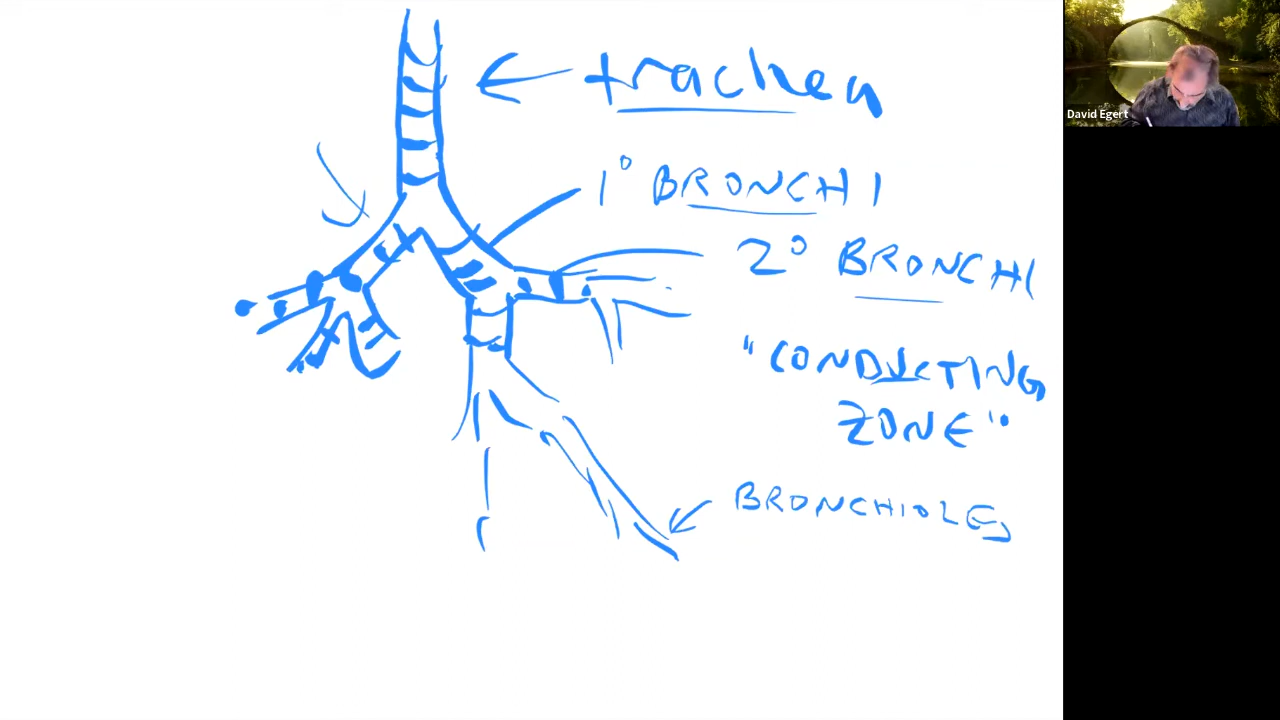 trachea
1° BRONCHI
2° BRONCHI
"CONDUCTING
ZONE"
BRONCHIOLES
David Egert